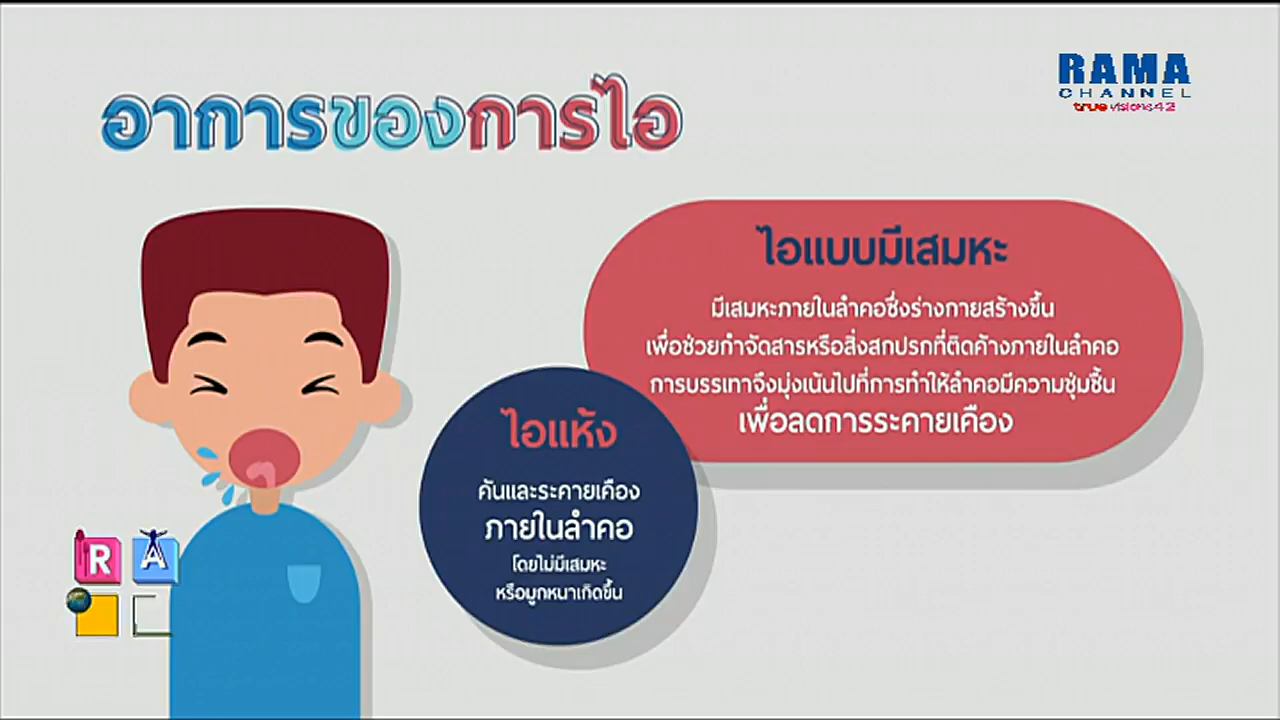 อาการของการไอ
RAMA
CHANNEL
true visions 42
ไอแบบมีเสมหะ
มีเสมหะภายในลำคอซึ่งร่างกายสร้างขึ้น
เพื่อช่วยกำจัดสารหรือสิ่งสกปรกที่ติดค้างภายในลำคอ
การบรรเทาจึงมุ่งเน้นไปที่การทำให้ลำคอมีความชุ่มชื้น
เพื่อลดการระคายเคือง
ไอแห้ง
คันและระคายเคือง
ภายในลำคอ
โดยไม่มีเสมหะ
หรือมูกหนาเกิดขึ้น
R A